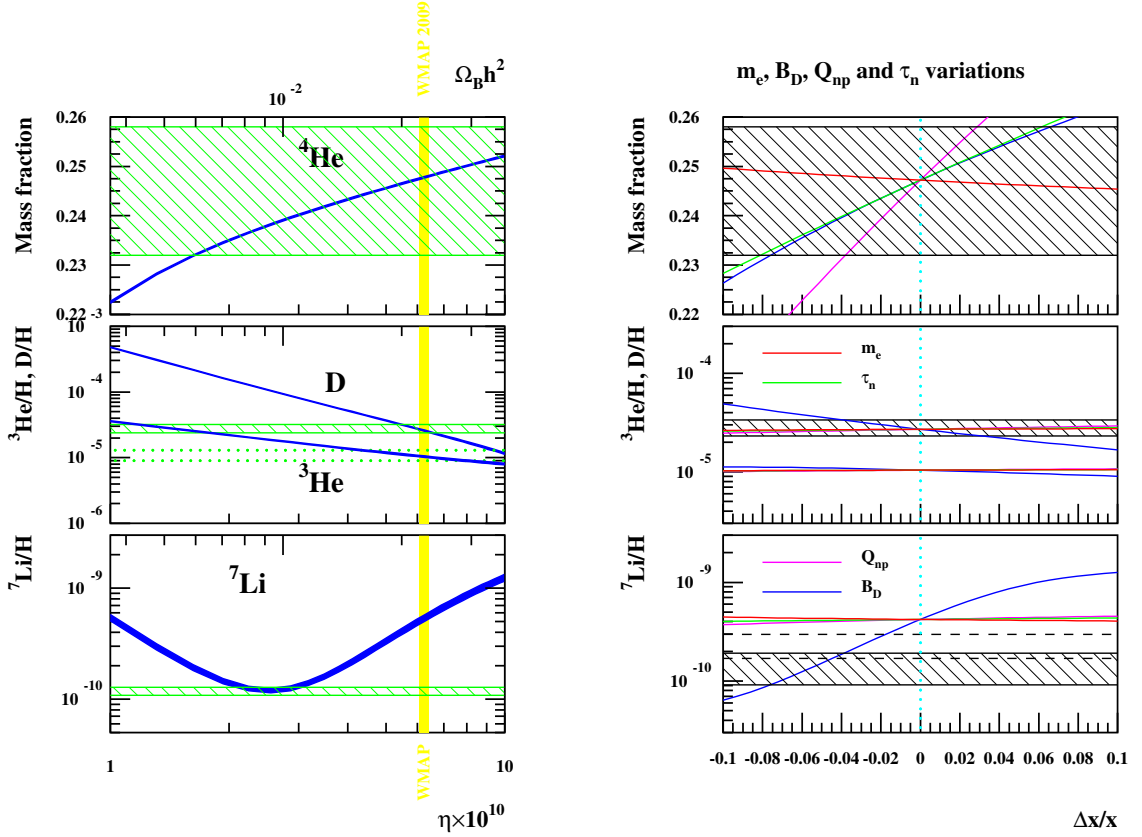 WMAP 2009
Ω_B h²
10⁻²
⁴He
Mass fraction
0.26
0.25
0.24
0.23
0.22
10⁻³
10⁻⁴
10⁻⁵
10⁻⁶
³He/H, D/H
D
³He
⁷Li/H
⁷Li
10⁻⁹
10⁻¹⁰
1
10
WMAP
η×10¹⁰
m_e, B_D, Q_np and τ_n variations
Mass fraction
0.26
0.25
0.24
0.23
0.22
³He/H, D/H
10⁻⁴
10⁻⁵
m_e
τ_n
⁷Li/H
10⁻⁹
10⁻¹⁰
Q_np
B_D
-0.1 -0.08 -0.06 -0.04 -0.02 0 0.02 0.04 0.06 0.08 0.1
Δx/x